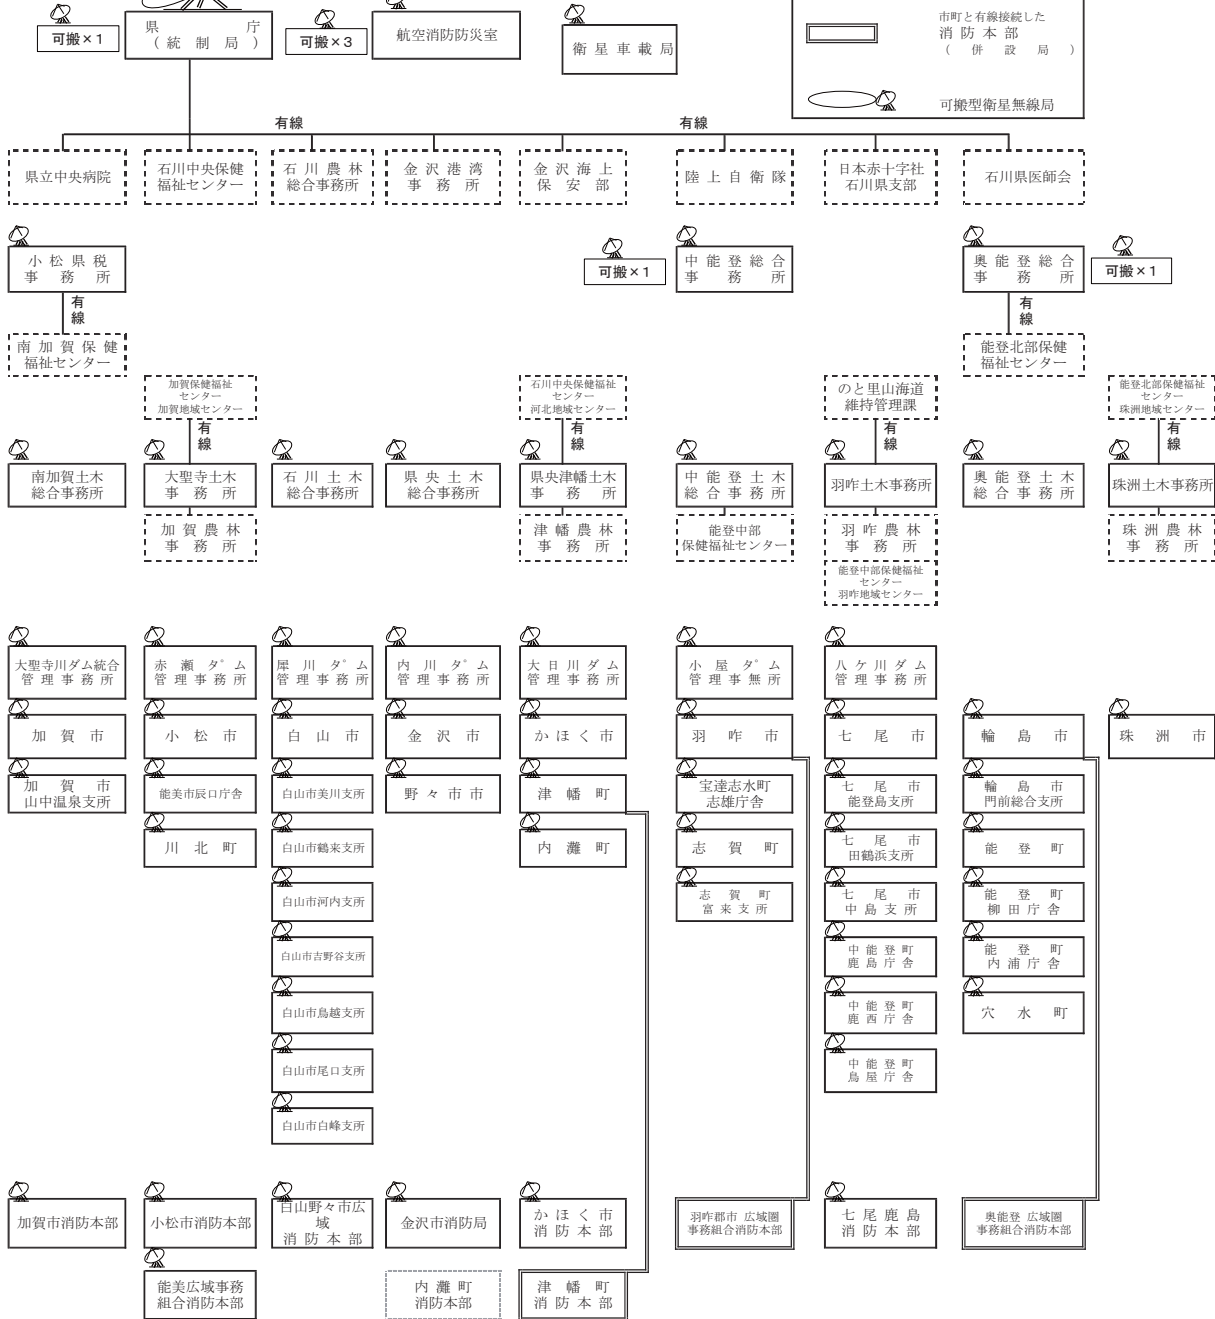 可搬×1
県庁
（統制局）
可搬×3
航空消防防災室
衛星車載局
市町と有線接続した
消防本部
（併設局）
可搬型衛星無線局
有線
有線
県立中央病院
石川中央保健
福祉センター
石川農林
総合事務所
金沢港湾
事務所
金沢海上
保安部
陸上自衛隊
日本赤十字社
石川県支部
石川県医師会
小松県税
事務所
可搬×1
中能登総合
事務所
奥能登総合
事務所
可搬×1
有
線
有
線
南加賀保健
福祉センター
能登北部保健
福祉センター
加賀保健福祉
センター
加賀地域センター
石川中央保健福祉
センター
河北地域センター
のと里山海道
維持管理課
能登北部保健福祉
センター
珠洲地域センター
有
線
有
線
有
線
有
線
南加賀土木
総合事務所
大聖寺土木
事務所
石川土木
総合事務所
県央土木
総合事務所
県央津幡土木
事務所
中能登土木
総合事務所
羽咋土木事務所
奥能登土木
総合事務所
珠洲土木事務所
加賀農林
事務所
津幡農林
事務所
能登中部
保健福祉センター
羽咋農林
事務所
珠洲農林
事務所
能登中部保健福祉
センター
羽咋地域センター
大聖寺川ダム統合
管理事務所
赤瀬ダム
管理事務所
犀川ダム
管理事務所
内川ダム
管理事務所
大日川ダム
管理事務所
小屋ダム
管理事無所
八ケ川ダム
管理事務所
加賀市
小松市
白山市
金沢市
かほく市
羽咋市
七尾市
輪島市
珠洲市
加賀市
山中温泉支所
能美市辰口庁舎
白山市美川支所
野々市市
津幡町
宝達志水町
志雄庁舎
七尾市
能登島支所
輪島市
門前総合支所
川北町
白山市鶴来支所
内灘町
志賀町
七尾市
田鶴浜支所
能登町
白山市河内支所
志賀町
富来支所
七尾市
中島支所
能登町
柳田庁舎
白山市吉野谷支所
中能登町
鹿島庁舎
能登町
内浦庁舎
白山市鳥越支所
中能登町
鹿西庁舎
穴水町
白山市尾口支所
中能登町
鳥屋庁舎
白山市白峰支所
加賀市消防本部
小松市消防本部
白山野々市広
域
消防本部
金沢市消防局
かほく市
消防本部
羽咋郡市 広域圏
事務組合消防本部
七尾鹿島
消防本部
奥能登 広域圏
事務組合消防本部
能美広域事務
組合消防本部
内灘町
消防本部
津幡町
消防本部